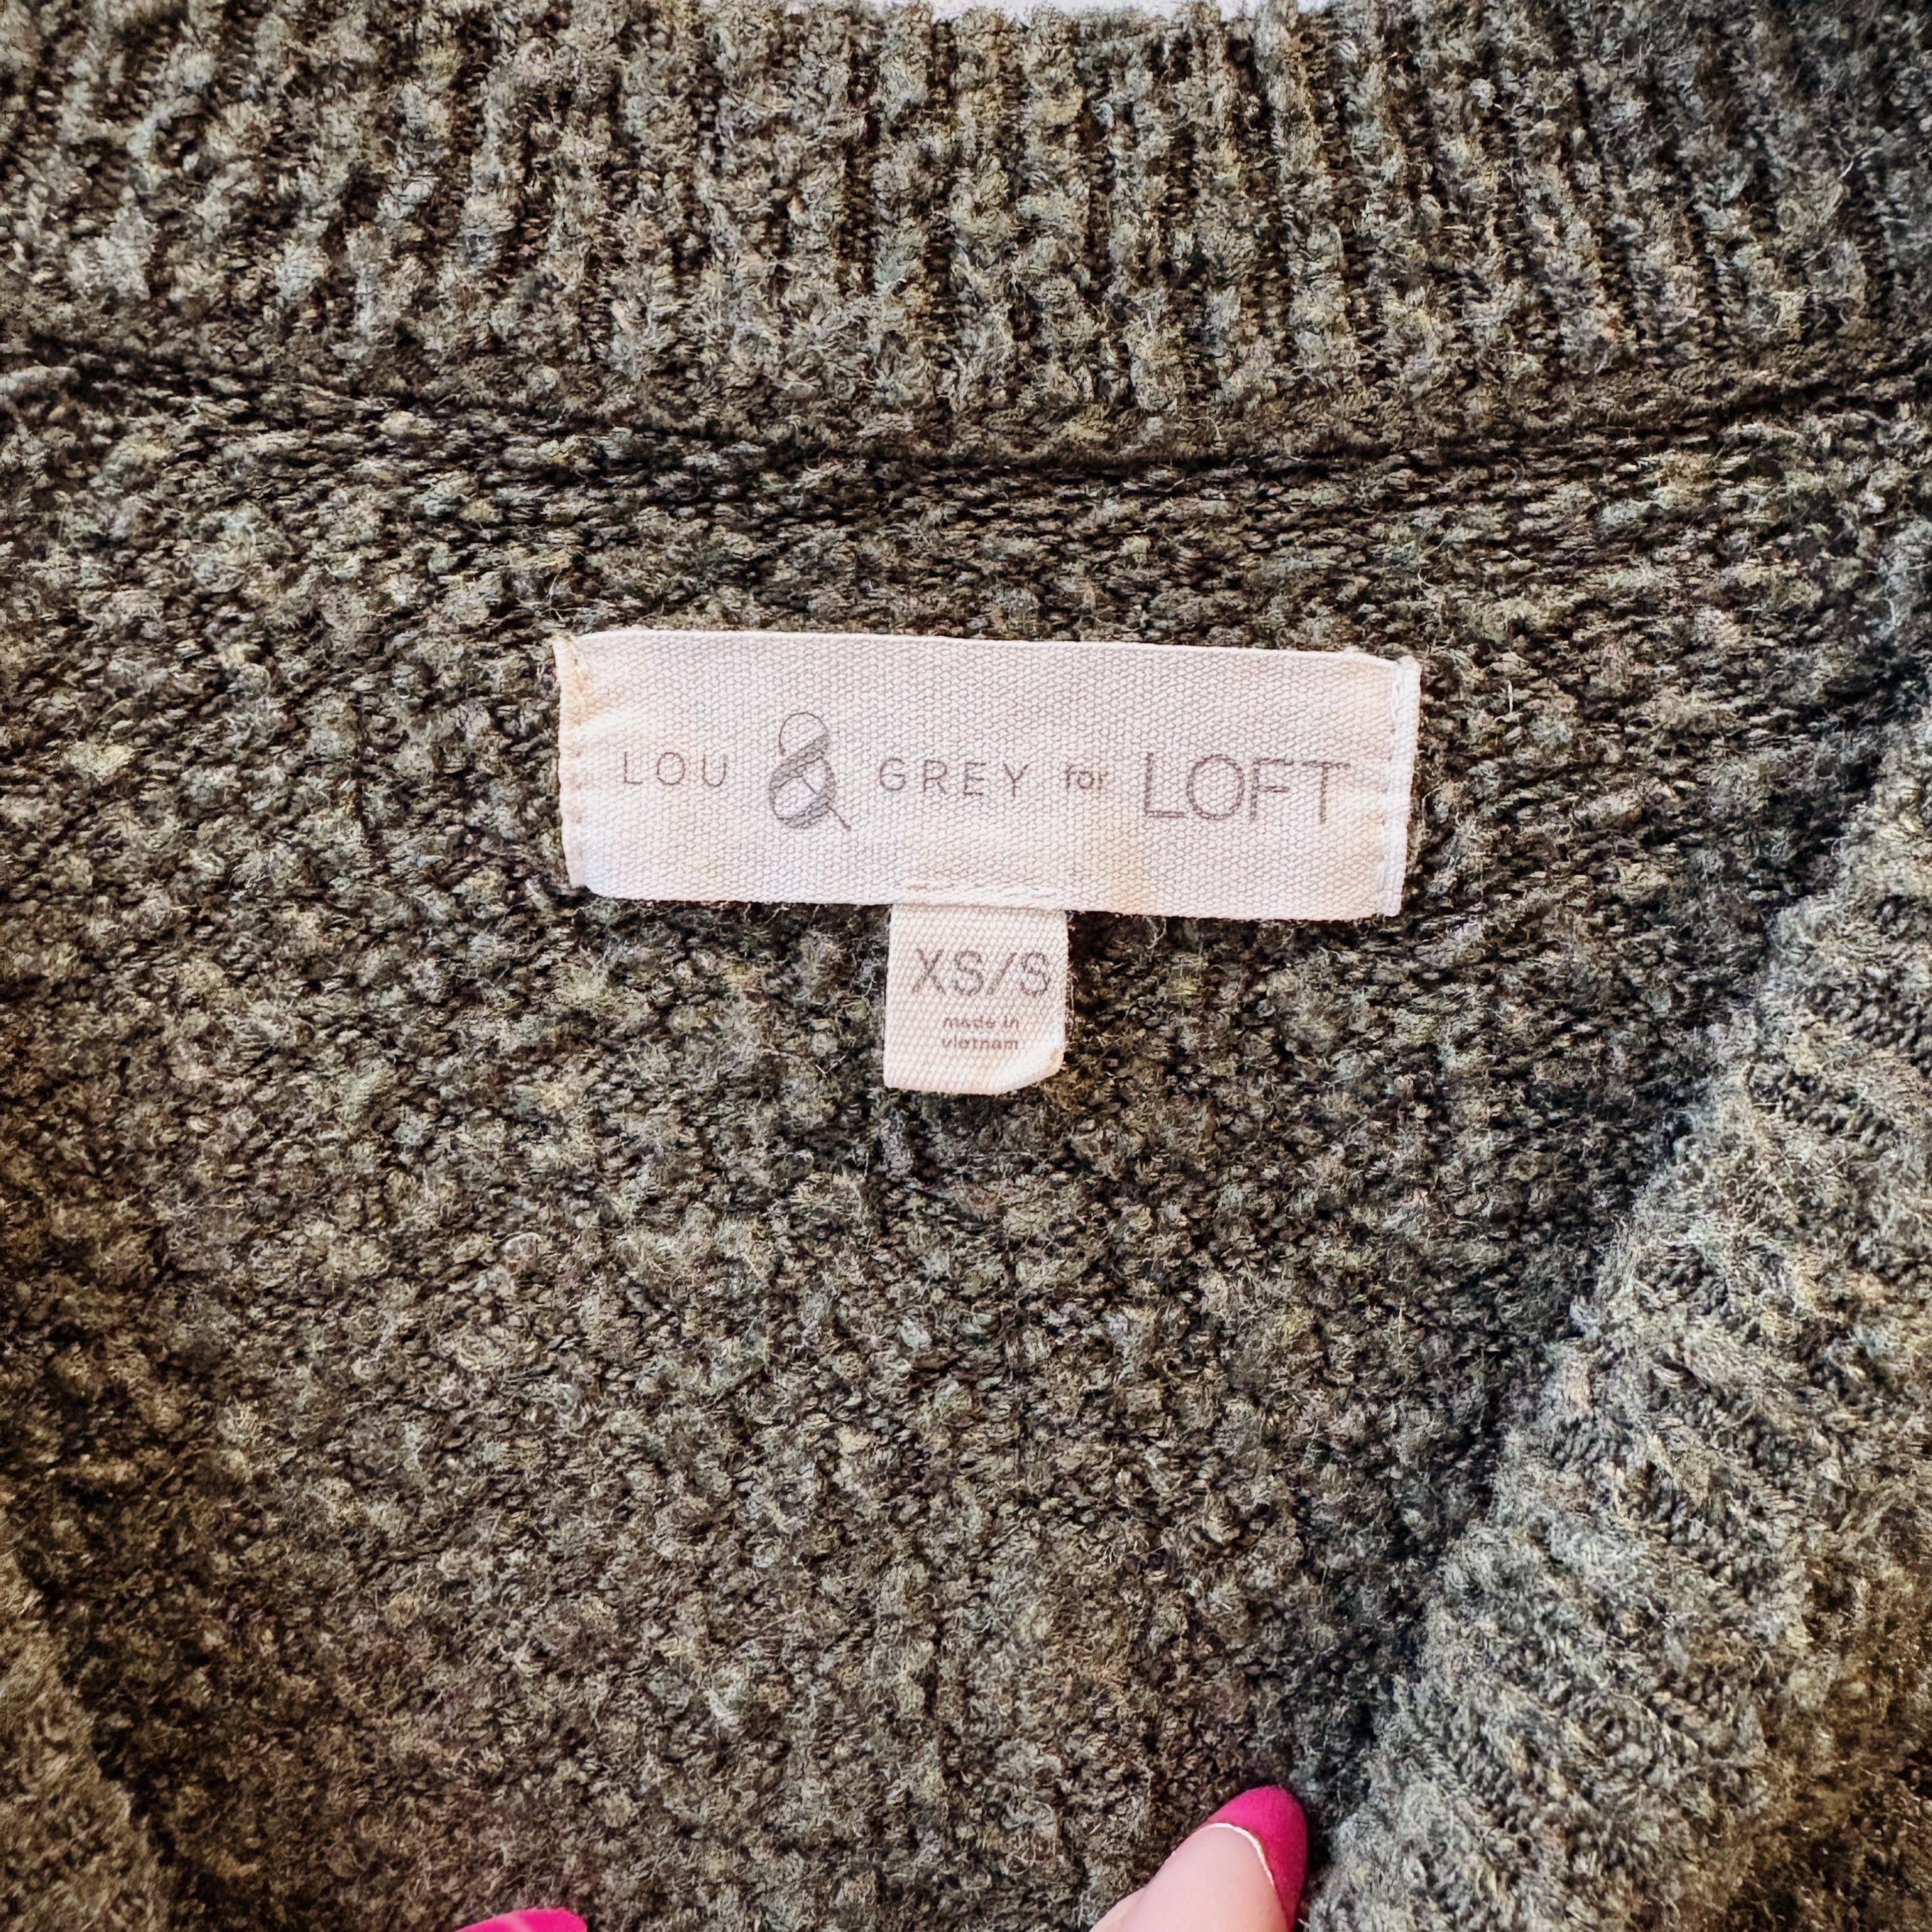 LOU & GREY for LOFT
XS/S
made in
vietnam